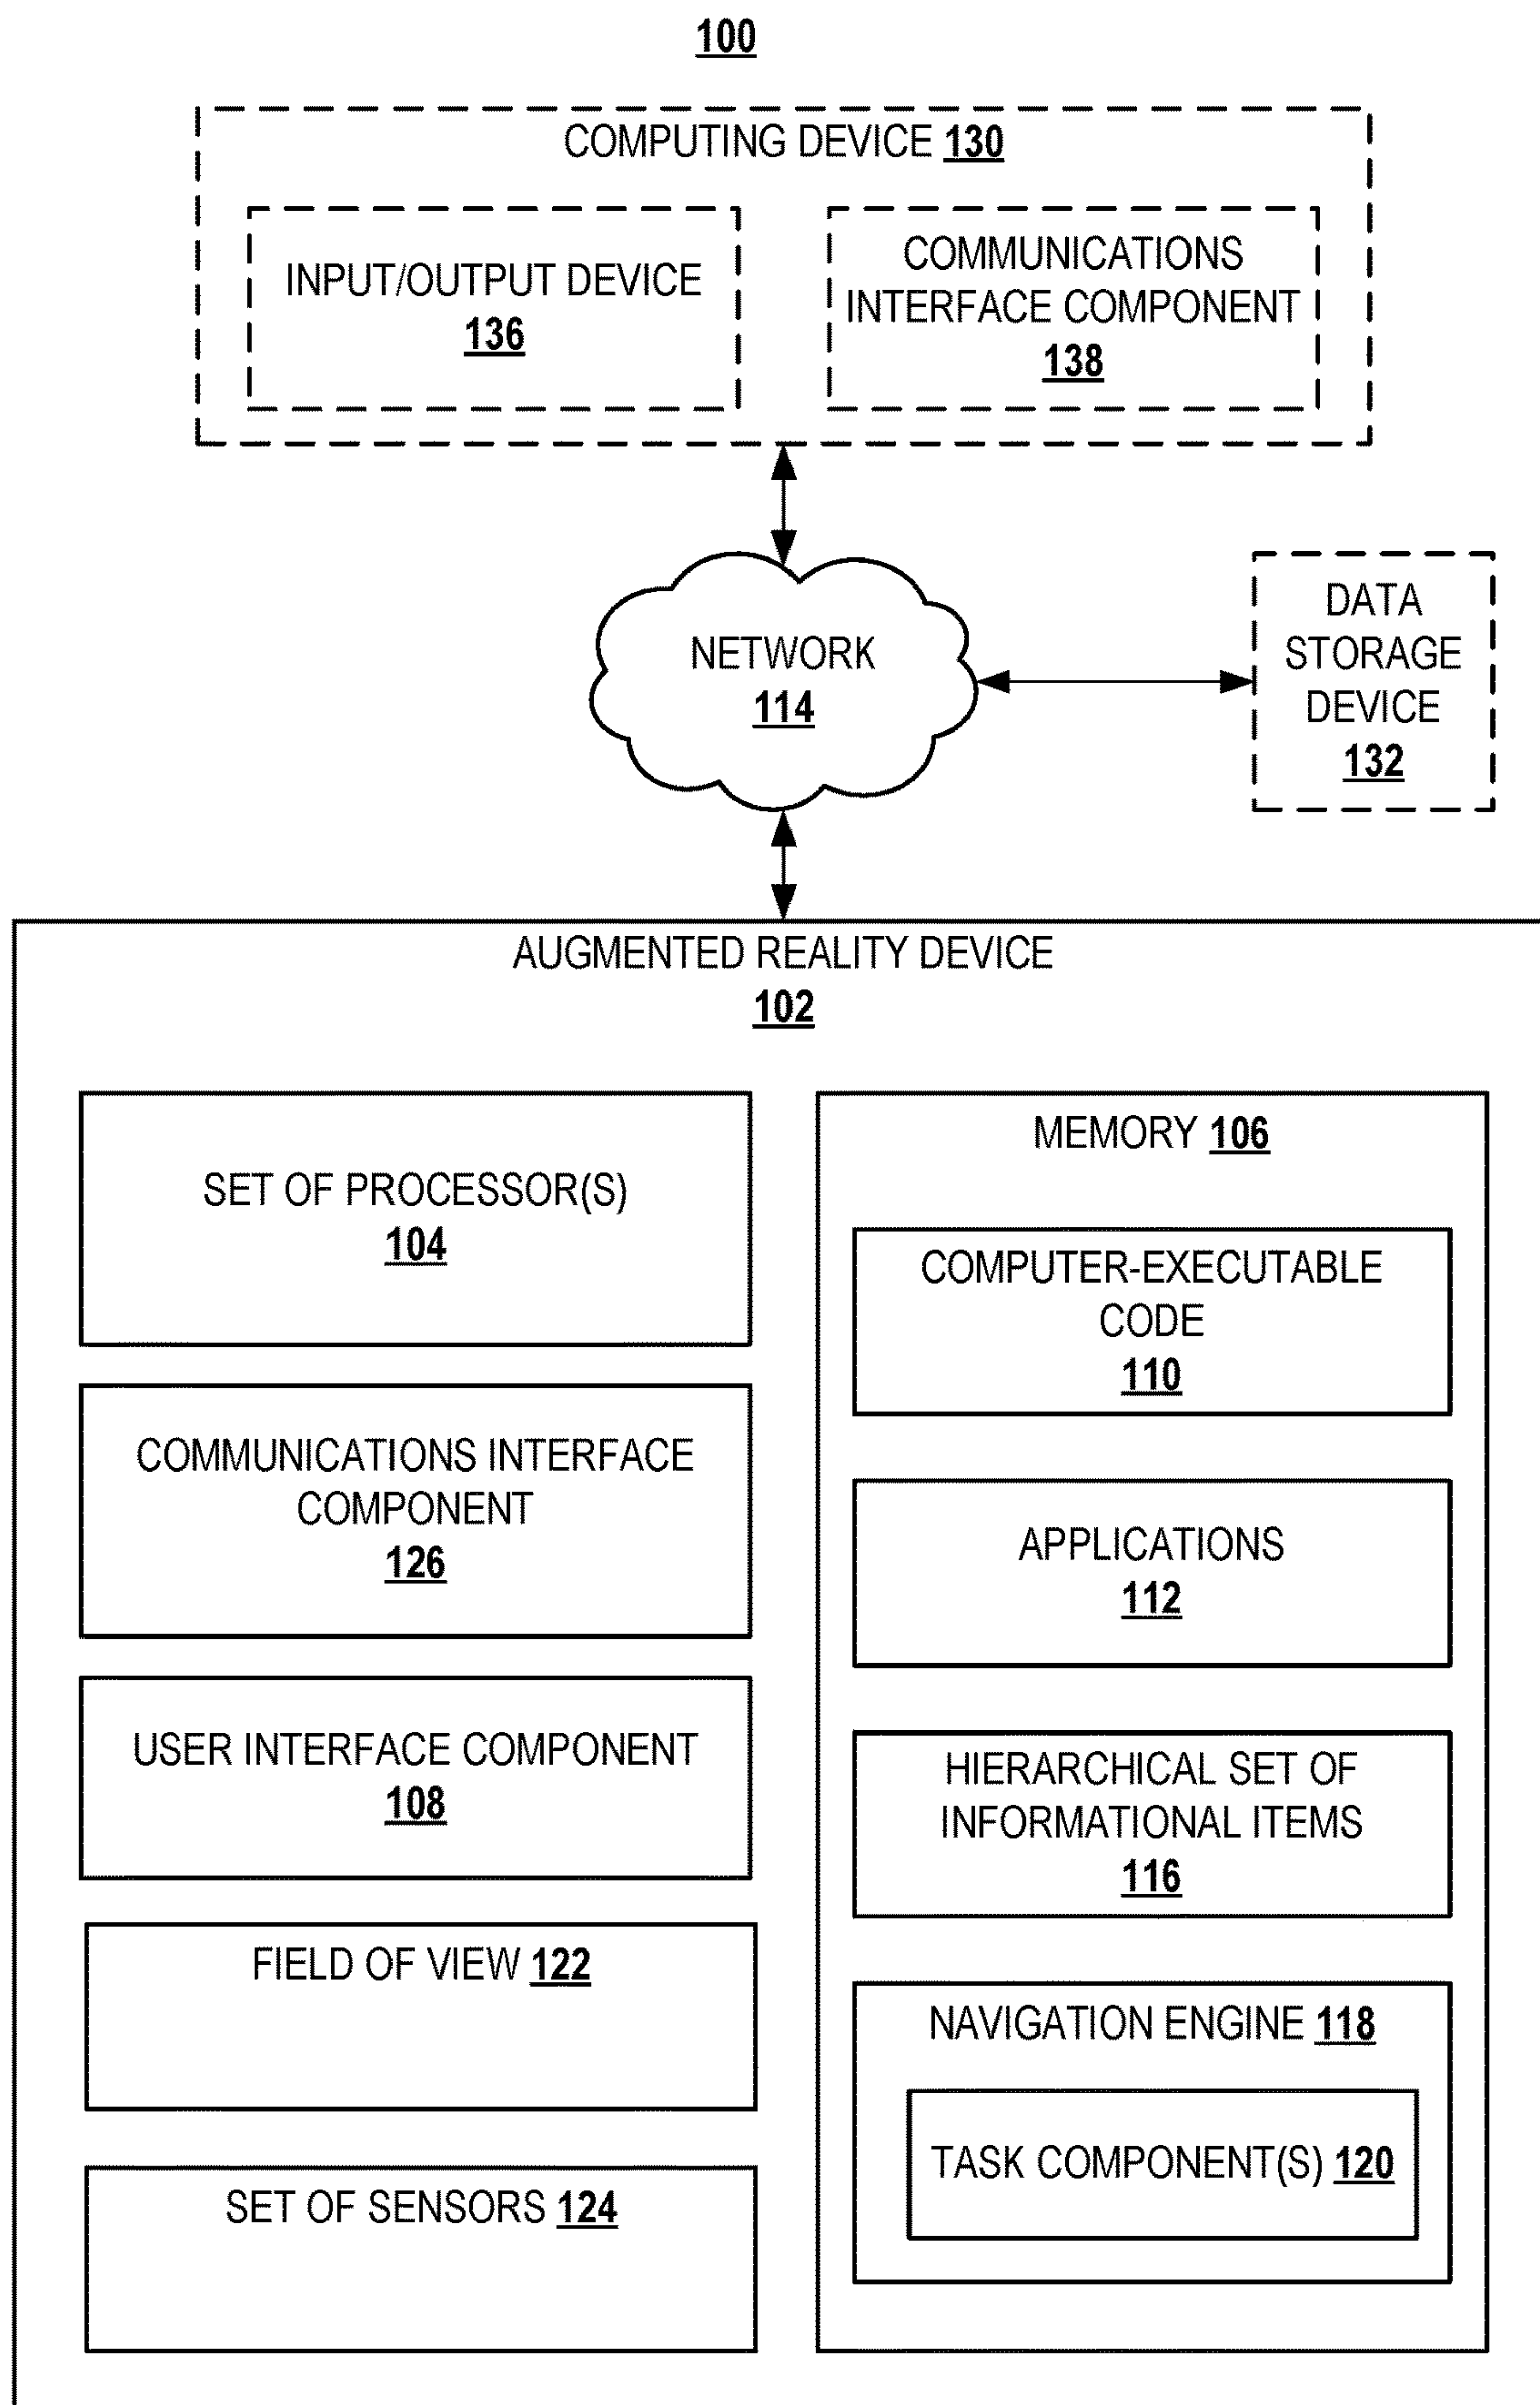 100
COMPUTING DEVICE 130
INPUT/OUTPUT DEVICE
136
COMMUNICATIONS
INTERFACE COMPONENT
138
NETWORK
114
DATA
STORAGE
DEVICE
132
AUGMENTED REALITY DEVICE
102
SET OF PROCESSOR(S)
104
COMMUNICATIONS INTERFACE
COMPONENT
126
USER INTERFACE COMPONENT
108
FIELD OF VIEW 122
SET OF SENSORS 124
MEMORY 106
COMPUTER-EXECUTABLE
CODE
110
APPLICATIONS
112
HIERARCHICAL SET OF
INFORMATIONAL ITEMS
116
NAVIGATION ENGINE 118
TASK COMPONENT(S) 120